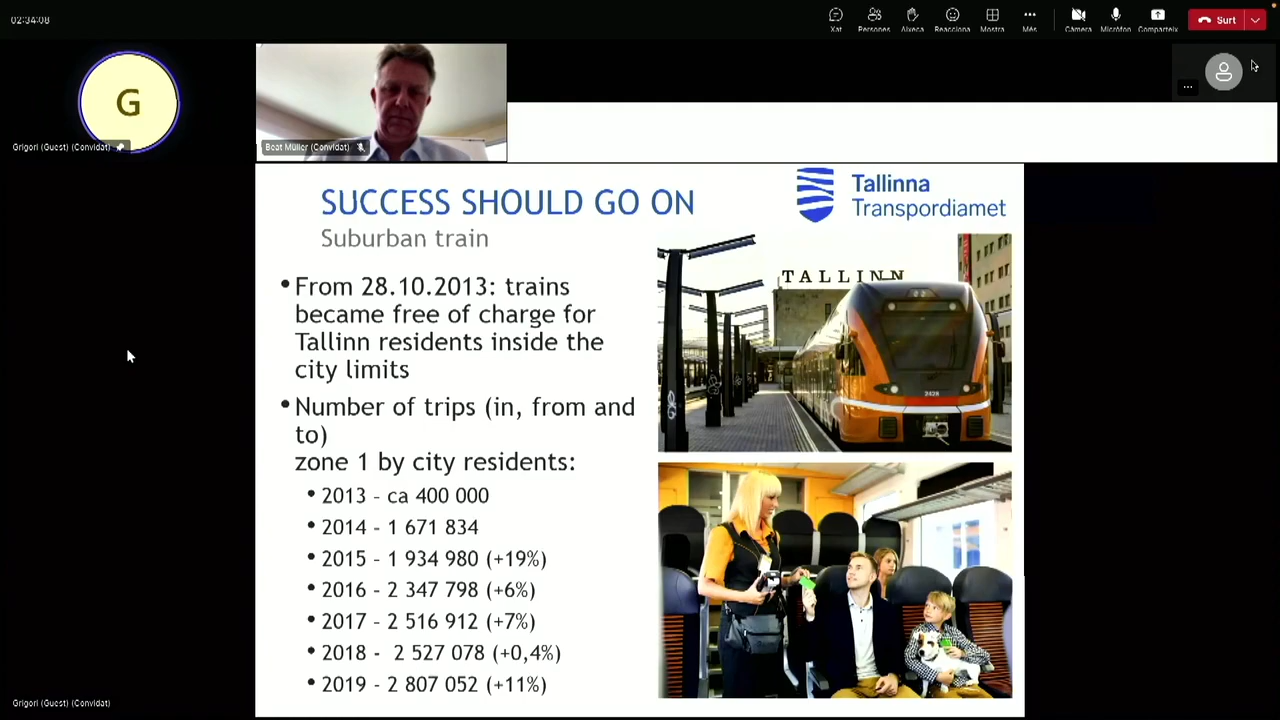 02:34:08
Xat
Persones
Aixeca
Reacciona
Mostra
Més
Càmera
Micròfon
Comparteix
Surt
G
Grigori (Guest) (Convidat)
Beat Müller (Convidat)
SUCCESS SHOULD GO ON
Suburban train
Tallinna
Transpordiamet
• From 28.10.2013: trains
became free of charge for
Tallinn residents inside the
city limits
• Number of trips (in, from and
to)
zone 1 by city residents:
• 2013 - ca 400 000
• 2014 - 1 671 834
• 2015 - 1 934 980 (+19%)
• 2016 - 2 347 798 (+6%)
• 2017 - 2 516 912 (+7%)
• 2018 - 2 527 078 (+0,4%)
• 2019 - 2 807 052 (+11%)
TALLINN
2428
Grigori (Guest) (Convidat)